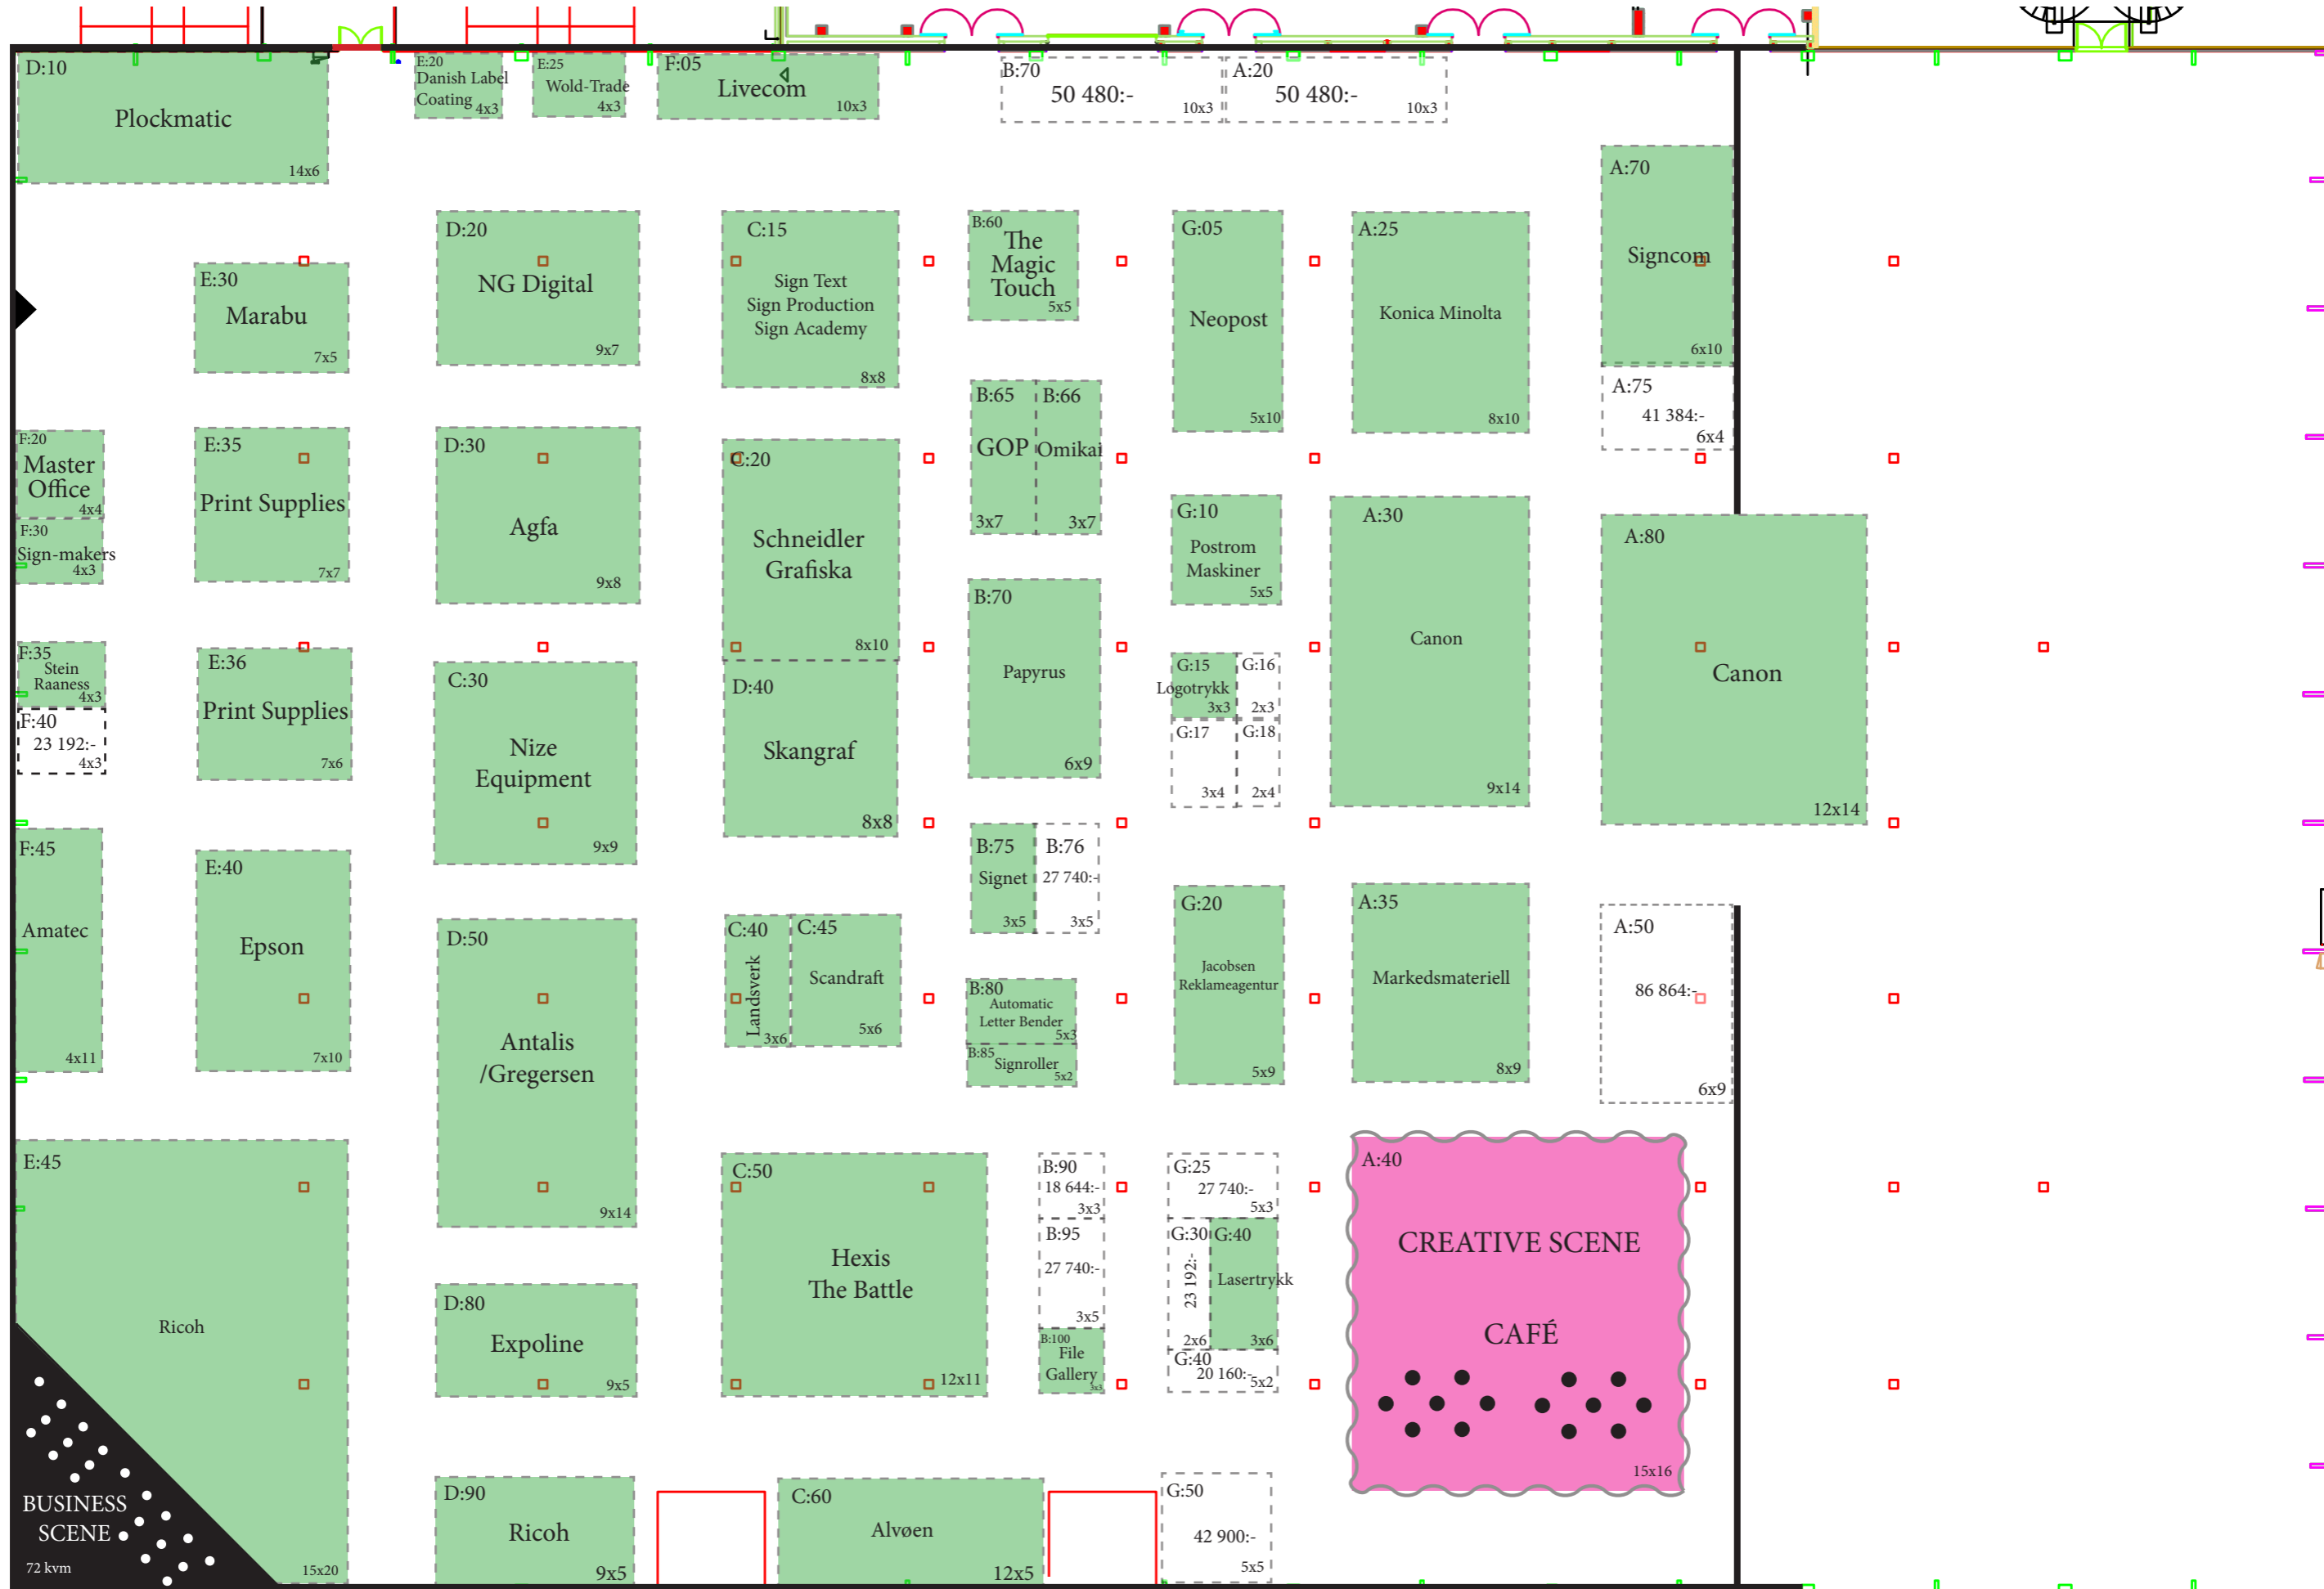 D:10
Plockmatic
14x6
E:20
Danish Label
Coating
4x3
E:25
Wold-Trade
4x3
F:05
Livecom
10x3
B:70
50 480:-
10x3
A:20
50 480:-
10x3
A:70
Signcom
6x10
A:75
41 384:-
6x4
E:30
Marabu
7x5
D:20
NG Digital
9x7
C:15
Sign Text
Sign Production
Sign Academy
8x8
B:60
The
Magic
Touch
5x5
G:05
Neopost
5x10
A:25
Konica Minolta
8x10
F:20
Master
Office
4x4
F:30
Sign-makers
4x3
E:35
Print Supplies
7x7
D:30
Agfa
9x8
C:20
Schneidler
Grafiska
8x10
B:65
GOP
3x7
B:66
Omikai
3x7
G:10
Postrom
Maskiner
5x5
A:30
Canon
9x14
A:80
Canon
12x14
F:35
Stein
Raaness
4x3
F:40
23 192:-
4x3
E:36
Print Supplies
7x6
C:30
Nize
Equipment
9x9
D:40
Skangraf
8x8
B:70
Papyrus
6x9
G:15
Logotrykk
3x3
G:16
2x3
G:17
3x4
G:18
2x4
F:45
Amatec
4x11
E:40
Epson
7x10
D:50
Antalis
/Gregersen
9x14
C:40
Landsverk
3x6
C:45
Scandraft
5x6
B:75
Signet
3x5
B:76
27 740:-
3x5
B:80
Automatic
Letter Bender
5x3
B:85
Signroller
5x2
G:20
Jacobsen
Reklameagentur
5x9
A:35
Markedsmateriell
8x9
A:50
86 864:-
6x9
E:45
Ricoh
15x20
D:80
Expoline
9x5
C:50
Hexis
The Battle
12x11
B:90
18 644:-
3x3
B:95
27 740:-
3x5
B:100
File
Gallery
3x3
G:25
27 740:-
5x3
G:30
23 192:-
2x6
G:40
Lasertrykk
3x6
G:40
20 160:-
5x2
A:40
CREATIVE SCENE
CAFÉ
15x16
BUSINESS
SCENE
72 kvm
D:90
Ricoh
9x5
C:60
Alvøen
12x5
G:50
42 900:-
5x5